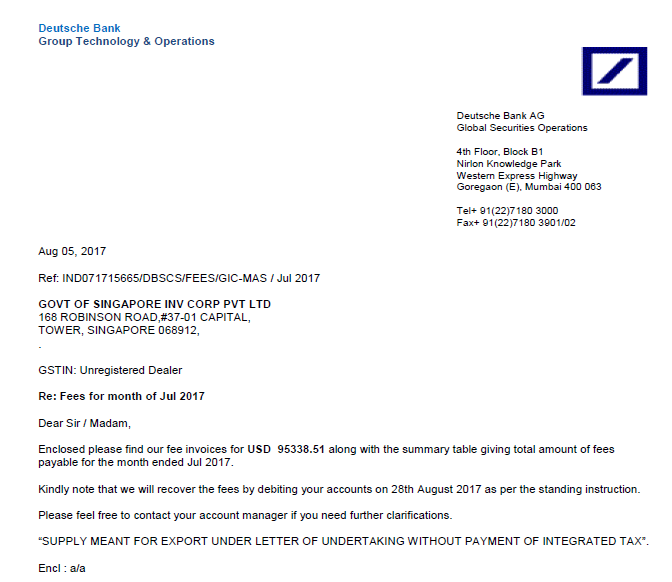 Deutsche Bank
Group Technology & Operations
Deutsche Bank AG
Global Securities Operations
4th Floor, Block B1
Nirlon Knowledge Park
Western Express Highway
Goregaon (E), Mumbai 400 063
Tel+ 91(22)7180 3000
Fax+ 91(22)7180 3901/02
Aug 05, 2017
Ref: IND071715665/DBSCS/FEES/GIC-MAS / Jul 2017
GOVT OF SINGAPORE INV CORP PVT LTD
168 ROBINSON ROAD,#37-01 CAPITAL,
TOWER, SINGAPORE 068912,
.
GSTIN: Unregistered Dealer
Re: Fees for month of Jul 2017
Dear Sir / Madam,
Enclosed please find our fee invoices for USD 95338.51 along with the summary table giving total amount of fees
payable for the month ended Jul 2017.
Kindly note that we will recover the fees by debiting your accounts on 28th August 2017 as per the standing instruction.
Please feel free to contact your account manager if you need further clarifications.
“SUPPLY MEANT FOR EXPORT UNDER LETTER OF UNDERTAKING WITHOUT PAYMENT OF INTEGRATED TAX”.
Encl : a/a